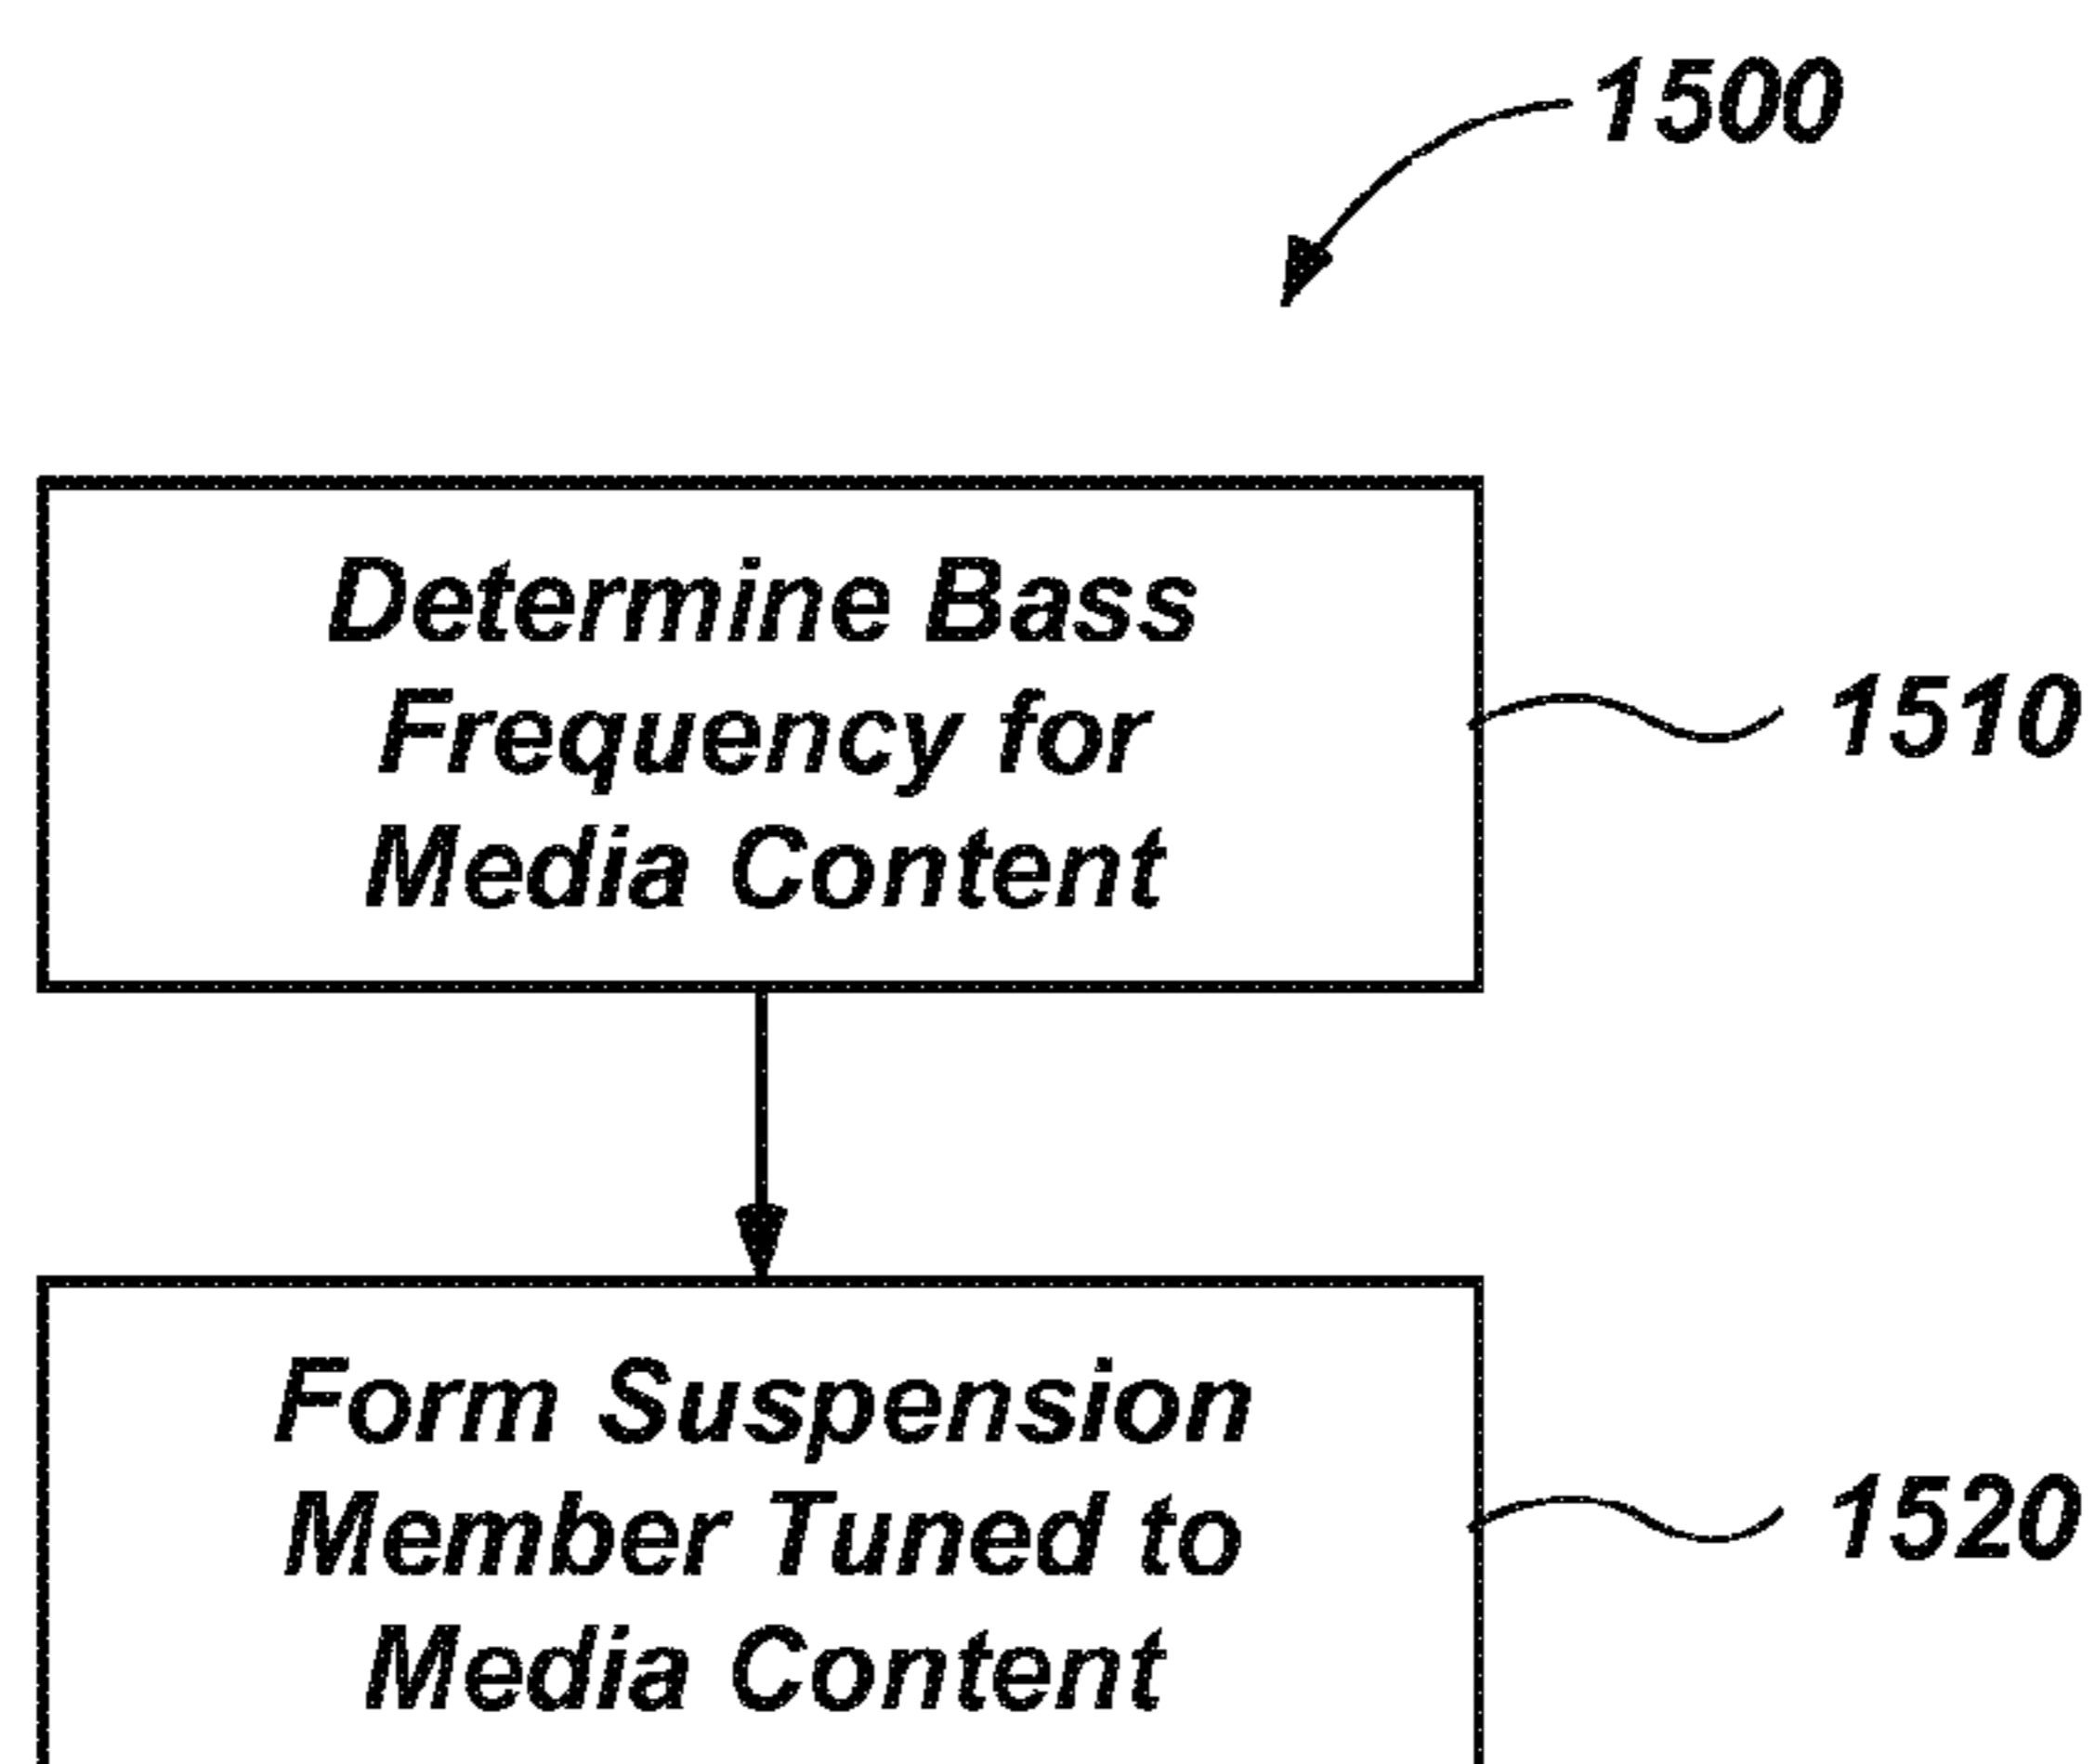 1500
Determine Bass
Frequency for
Media Content
1510
Form Suspension
Member Tuned to
Media Content
1520